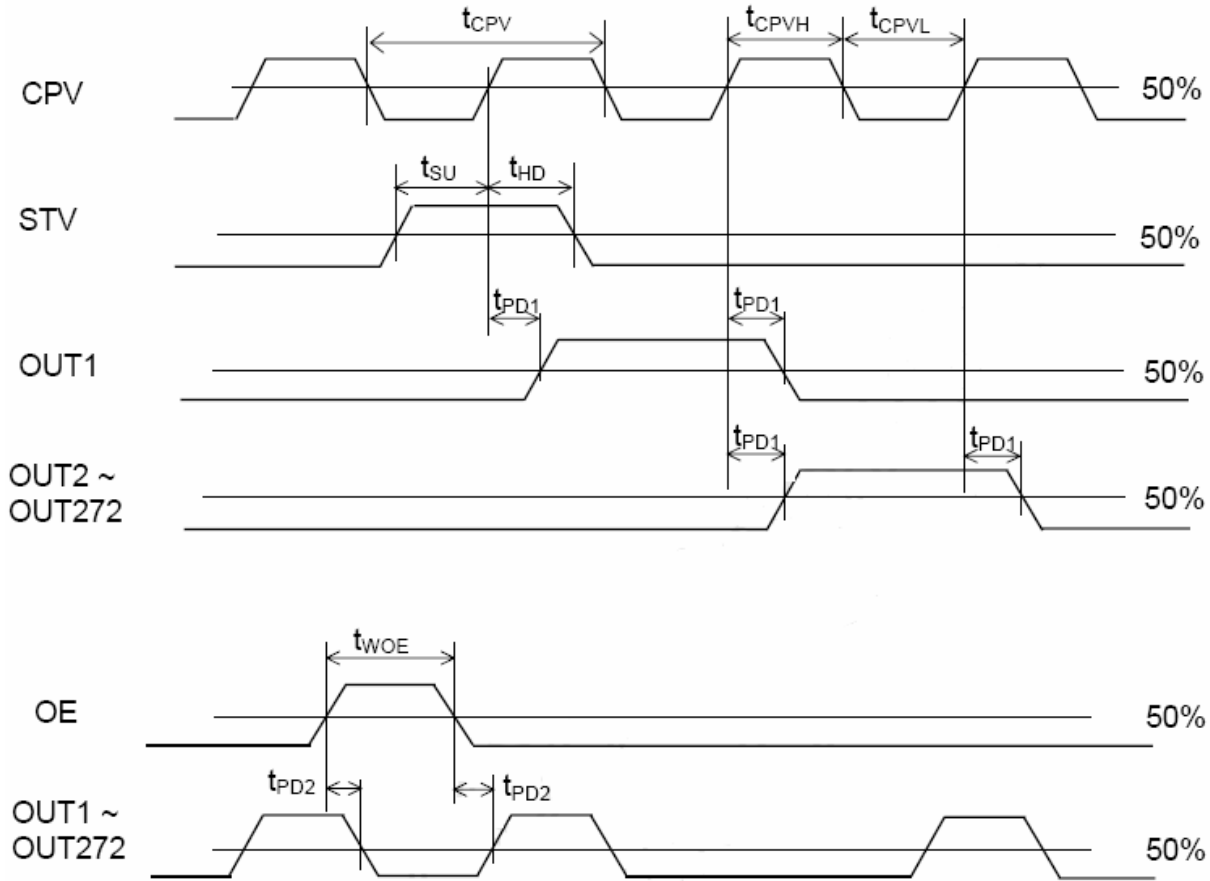 tCPV
tCPVH
tCPVL
CPV
50%
tSU
tHD
STV
50%
tPD1
tPD1
OUT1
50%
tPD1
tPD1
OUT2 ~
OUT272
50%
tWOE
OE
50%
tPD2
tPD2
OUT1 ~
OUT272
50%